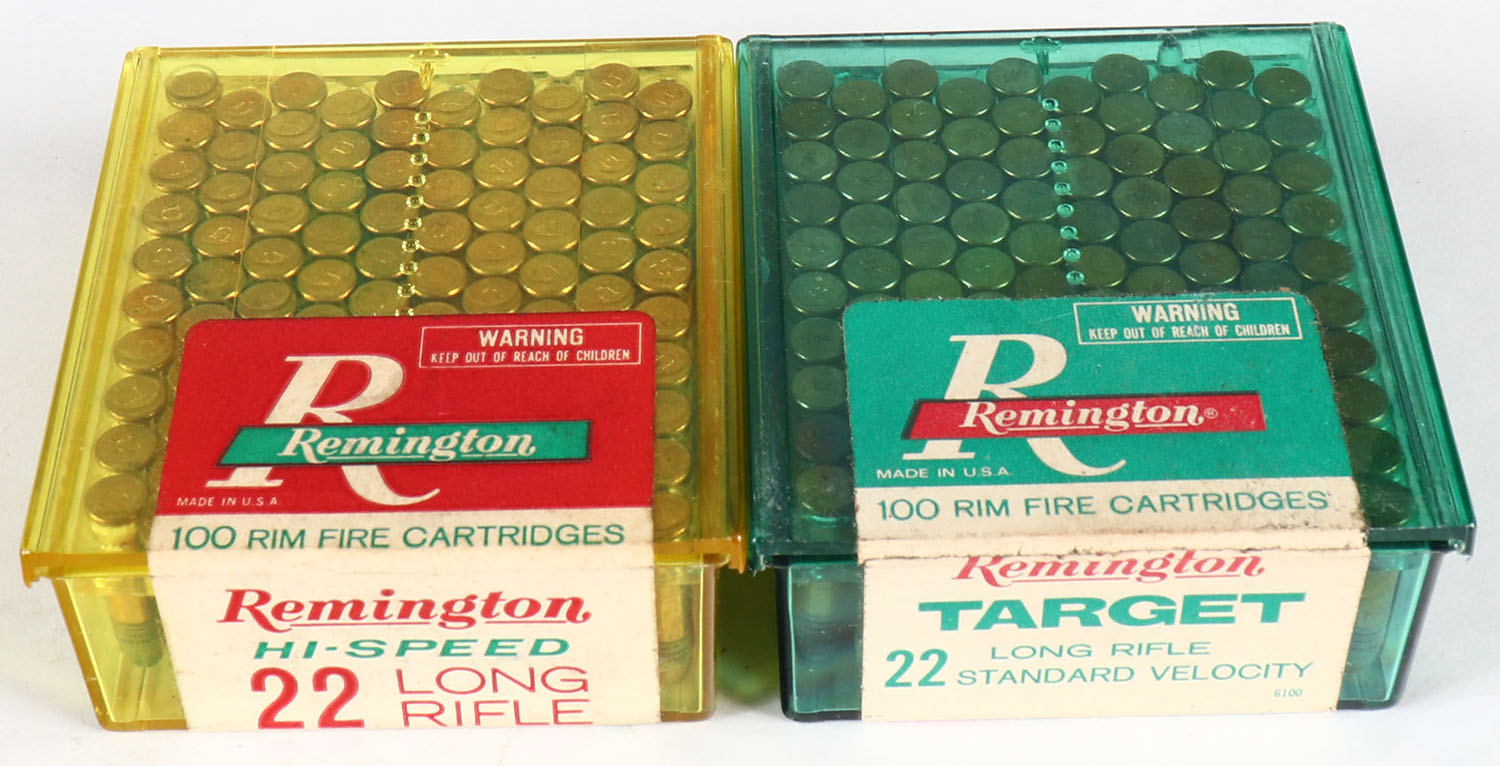 WARNING
KEEP OUT OF REACH OF CHILDREN
R
Remington
MADE IN U.S.A
100 RIM FIRE CARTRIDGES
Remington
HI-SPEED
22 LONG RIFLE
WARNING
KEEP OUT OF REACH OF CHILDREN
R
Remington®
MADE IN U.S.A.
100 RIM FIRE CARTRIDGES
Remington
TARGET
22 LONG RIFLE
STANDARD VELOCITY
6100